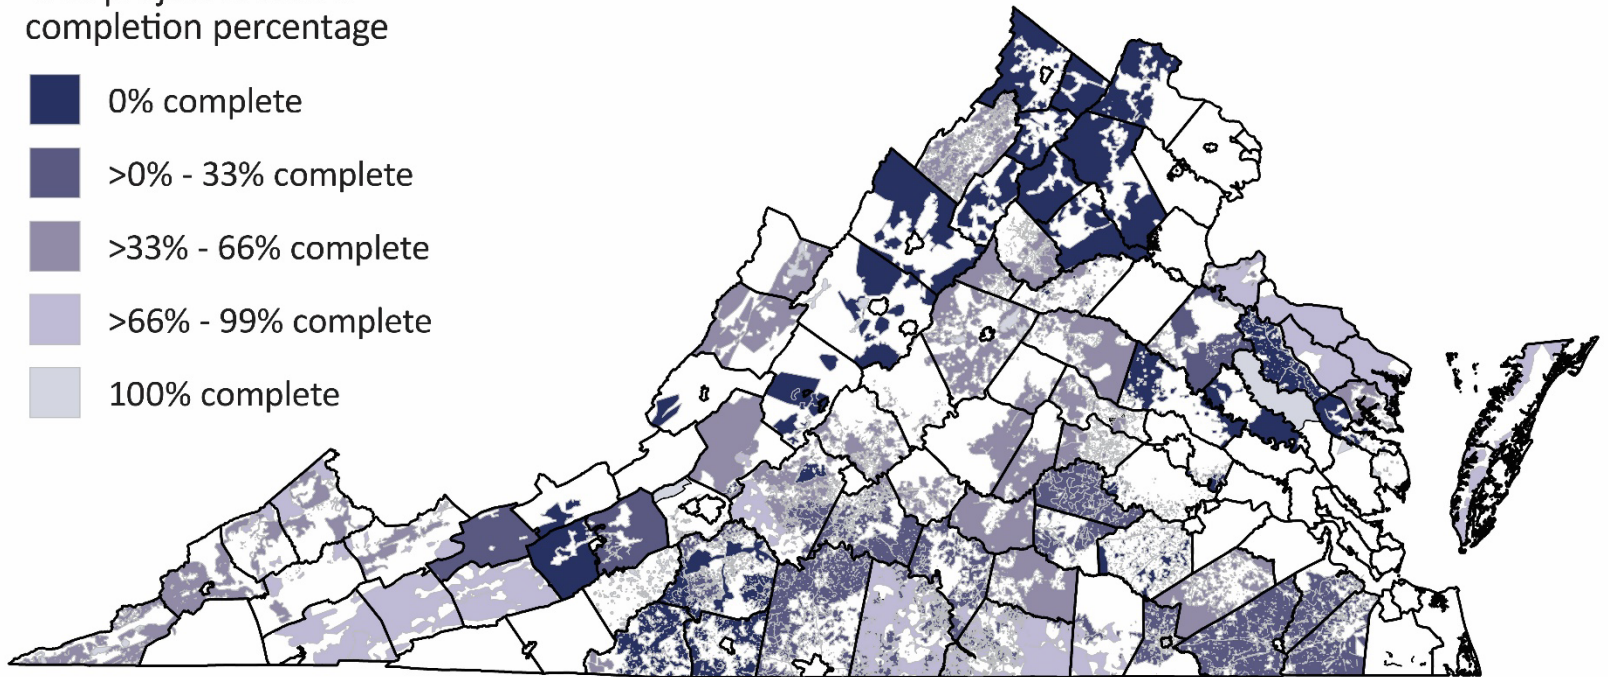 completion percentage
0% complete
>0% - 33% complete
>33% - 66% complete
>66% - 99% complete
100% complete